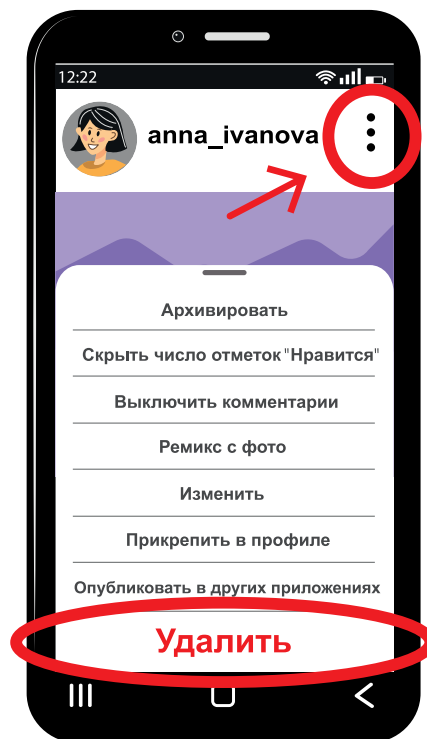 12:22
anna_ivanova
Архивировать
Скрыть число отметок "Нравится"
Выключить комментарии
Ремикс с фото
Изменить
Прикрепить в профиле
Опубликовать в других приложениях
Удалить